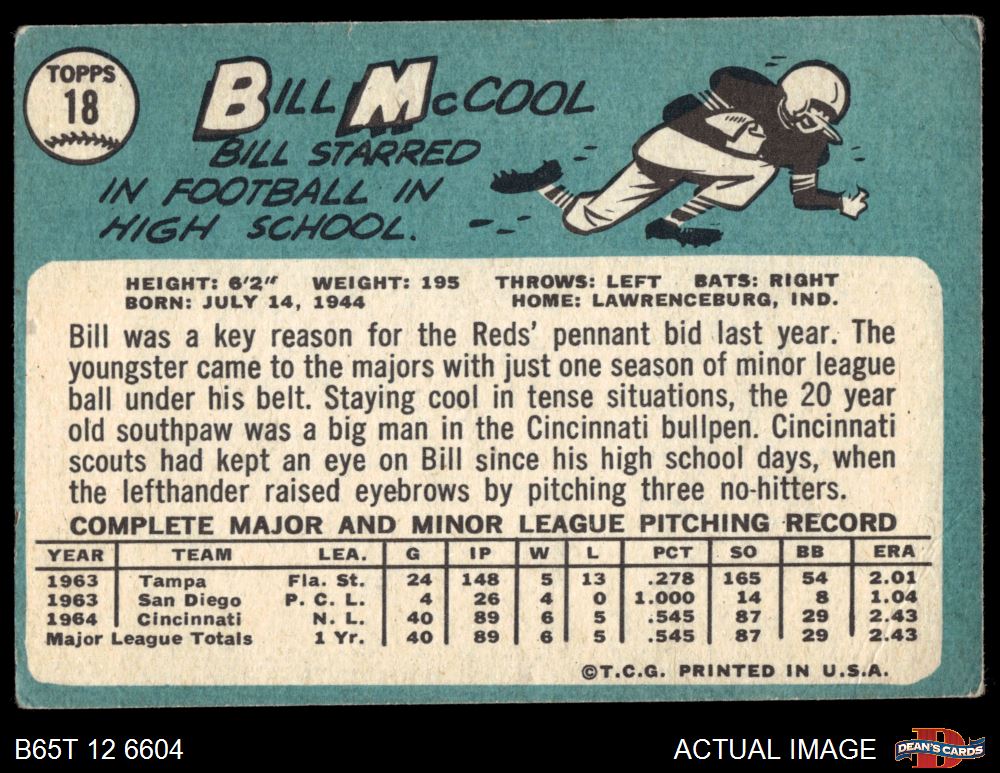 TOPPS
18
BILL McCOOL
BILL STARRED
IN FOOTBALL IN
HIGH SCHOOL.
HEIGHT: 6'2" WEIGHT: 195 THROWS: LEFT BATS: RIGHT
BORN: JULY 14, 1944 HOME: LAWRENCEBURG, IND.
Bill was a key reason for the Reds' pennant bid last year. The
youngster came to the majors with just one season of minor league
ball under his belt. Staying cool in tense situations, the 20 year
old southpaw was a big man in the Cincinnati bullpen. Cincinnati
scouts had kept an eye on Bill since his high school days, when
the lefthander raised eyebrows by pitching three no-hitters.
COMPLETE MAJOR AND MINOR LEAGUE PITCHING RECORD
YEAR TEAM LEA. G IP W L PCT SO BB ERA
1963 Tampa Fla. St. 24 148 5 13 .278 165 54 2.01
1963 San Diego P. C. L. 4 26 4 0 1.000 14 8 1.04
1964 Cincinnati N. L. 40 89 6 5 .545 87 29 2.43
Major League Totals 1 Yr. 40 89 6 5 .545 87 29 2.43
©T.C.G. PRINTED IN U.S.A.
B65T 12 6604 ACTUAL IMAGE D DEAN'S CARDS